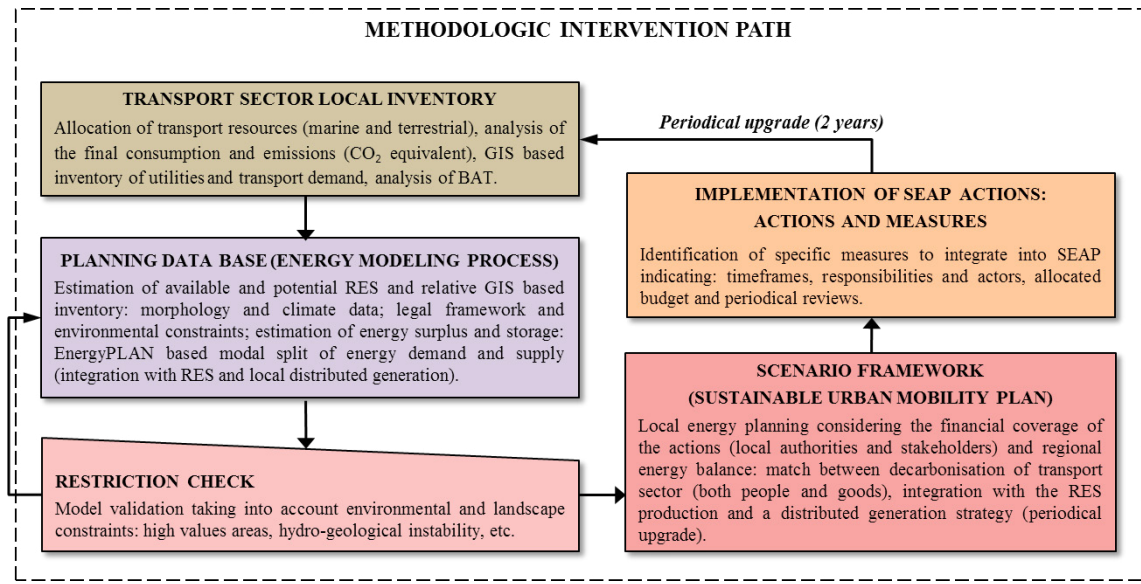 METHODOLOGIC INTERVENTION PATH
TRANSPORT SECTOR LOCAL INVENTORY
Allocation of transport resources (marine and terrestrial), analysis of
the final consumption and emissions (CO₂ equivalent), GIS based
inventory of utilities and transport demand, analysis of BAT.
PLANNING DATA BASE (ENERGY MODELING PROCESS)
Estimation of available and potential RES and relative GIS based
inventory: morphology and climate data; legal framework and
environmental constraints; estimation of energy surplus and storage:
EnergyPLAN based modal split of energy demand and supply
(integration with RES and local distributed generation).
RESTRICTION CHECK
Model validation taking into account environmental and landscape
constraints: high values areas, hydro-geological instability, etc.
Periodical upgrade (2 years)
IMPLEMENTATION OF SEAP ACTIONS:
ACTIONS AND MEASURES
Identification of specific measures to integrate into SEAP
indicating: timeframes, responsibilities and actors, allocated
budget and periodical reviews.
SCENARIO FRAMEWORK
(SUSTAINABLE URBAN MOBILITY PLAN)
Local energy planning considering the financial coverage of
the actions (local authorities and stakeholders) and regional
energy balance: match between decarbonisation of transport
sector (both people and goods), integration with the RES
production and a distributed generation strategy (periodical
upgrade).